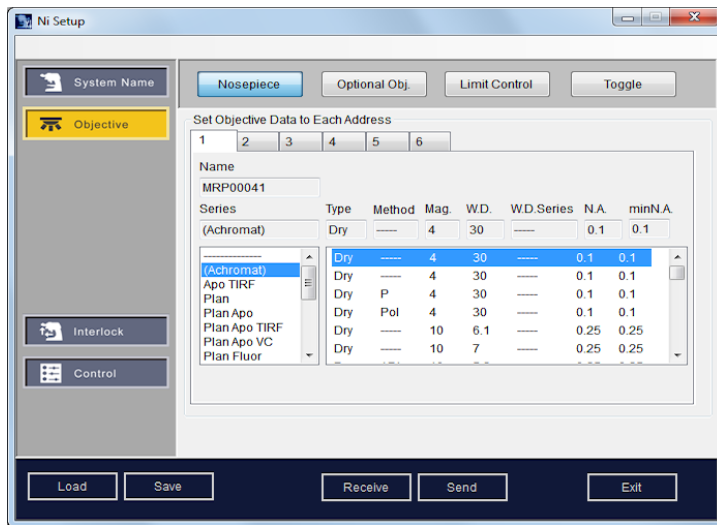 Ni Setup
System Name
Objective
Interlock
Control
Nosepiece
Optional Obj.
Limit Control
Toggle
Set Objective Data to Each Address
1 2 3 4 5 6
Name
MRP00041
Series Type Method Mag. W.D. W.D.Series N.A. minN.A.
(Achromat) Dry ----- 4 30 ----- 0.1 0.1
--------------
(Achromat)
Apo TIRF
Plan
Plan Apo
Plan Apo TIRF
Plan Apo VC
Plan Fluor
Dry ----- 4 30 ----- 0.1 0.1
Dry ----- 4 30 ----- 0.1 0.1
Dry P 4 30 ----- 0.1 0.1
Dry Pol 4 30 ----- 0.1 0.1
Dry ----- 10 6.1 ----- 0.25 0.25
Dry ----- 10 7 ----- 0.25 0.25
Load
Save
Receive
Send
Exit